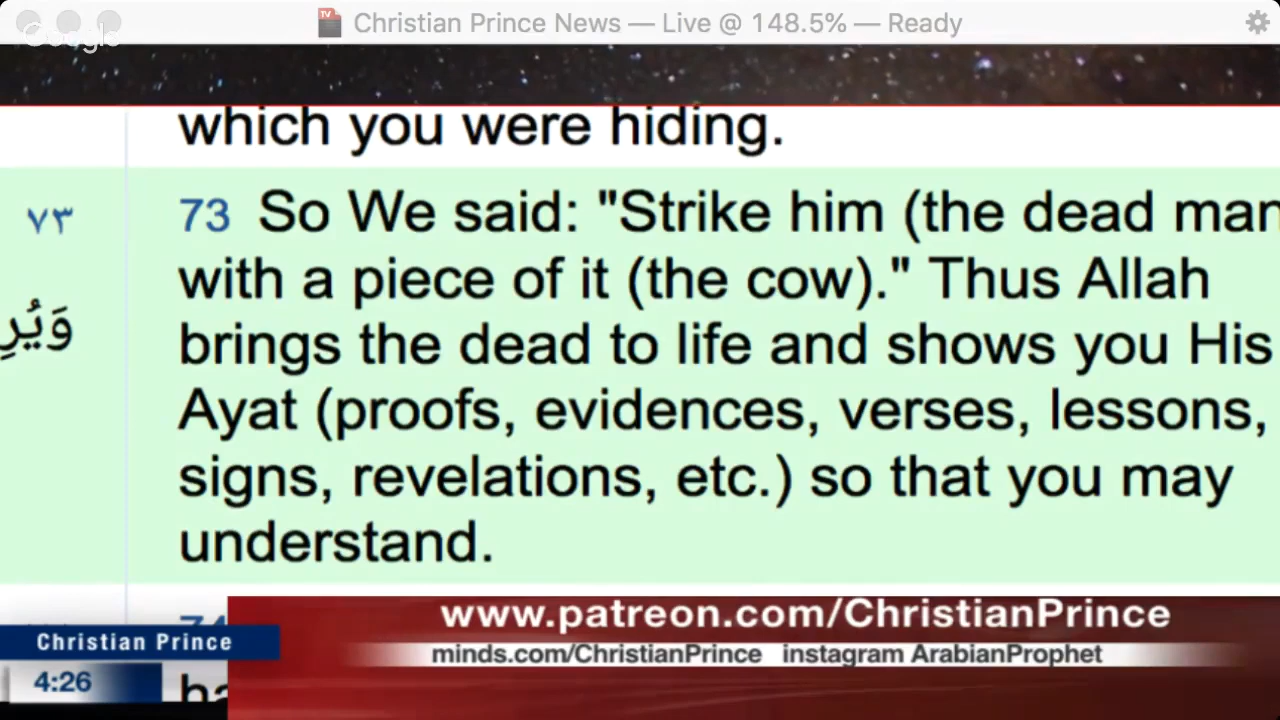 Christian Prince News — Live @ 148.5% — Ready
Google
which you were hiding.
٧٣
73 So We said: "Strike him (the dead man
with a piece of it (the cow)." Thus Allah
وَيُرِ
brings the dead to life and shows you His
Ayat (proofs, evidences, verses, lessons,
signs, revelations, etc.) so that you may
understand.
www.patreon.com/ChristianPrince
Christian Prince
minds.com/ChristianPrince instagram ArabianProphet
4:26